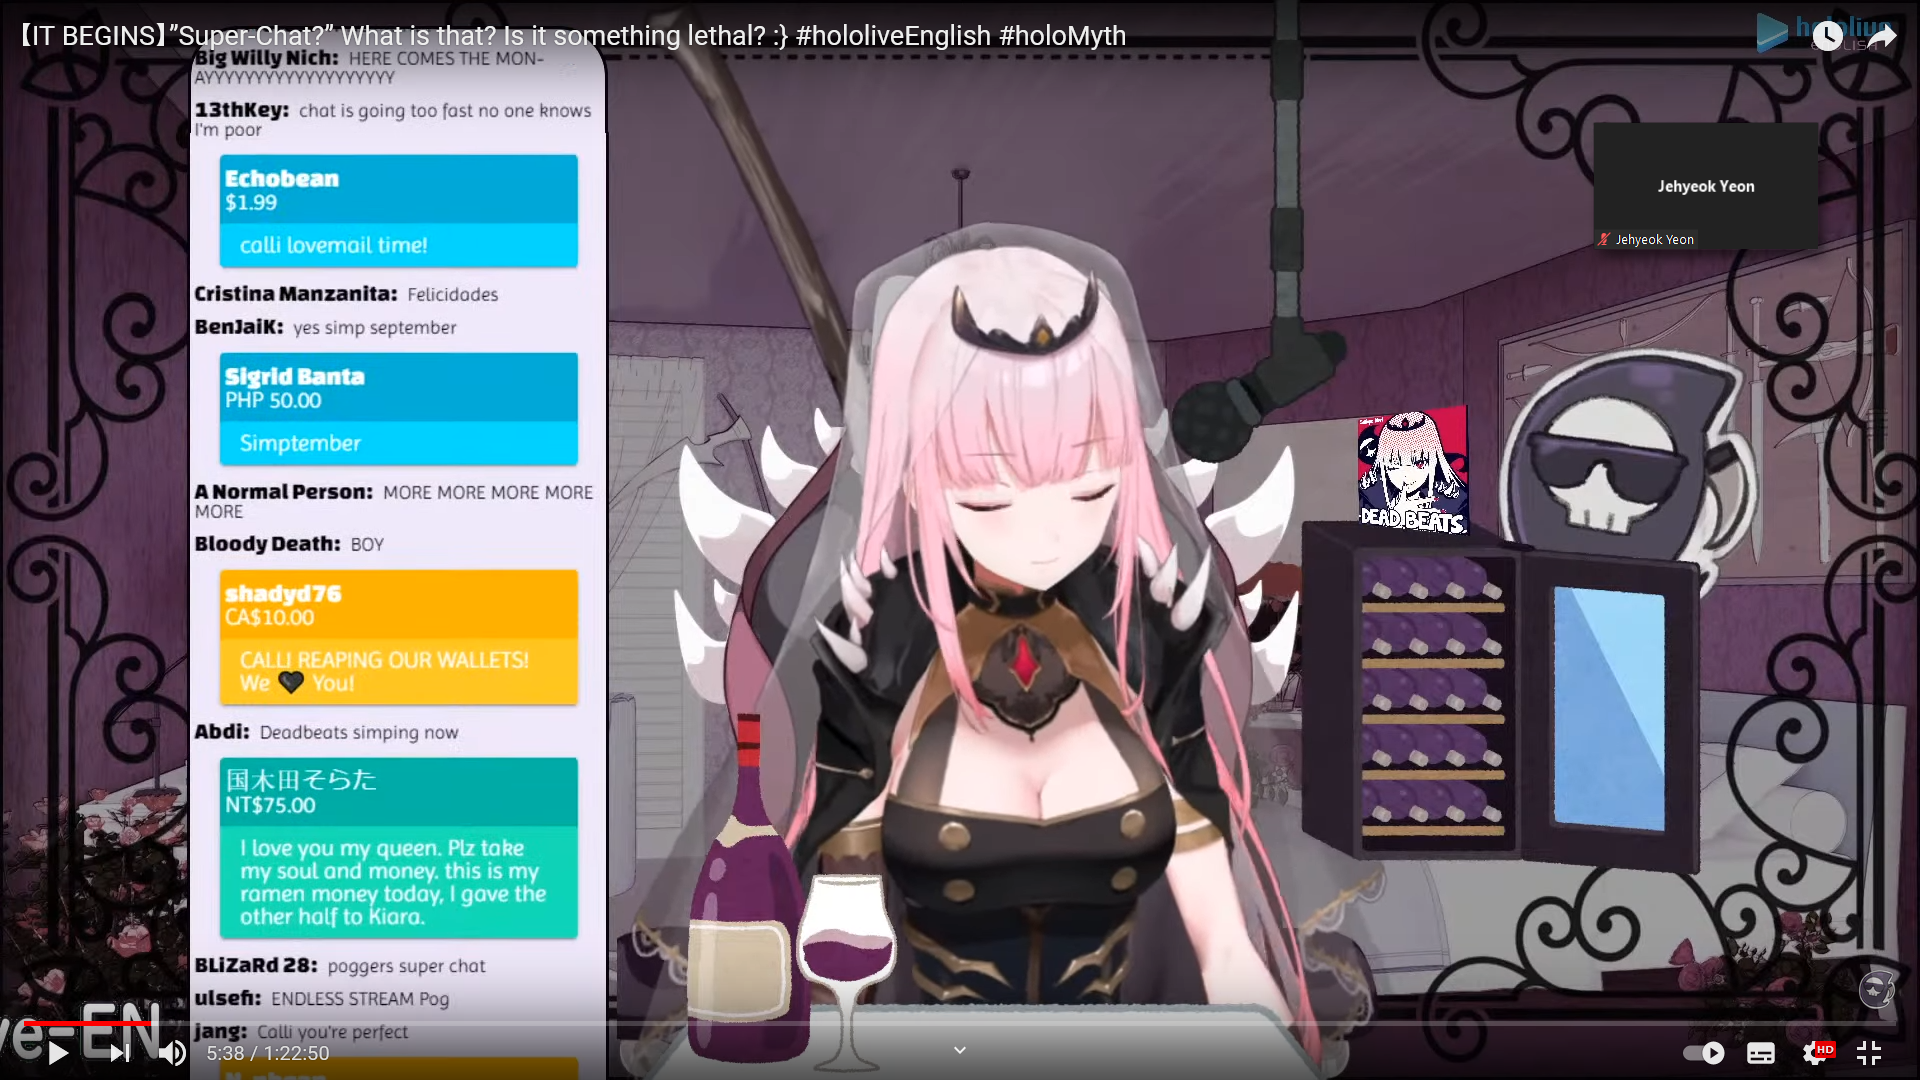 【IT BEGINS】”Super-Chat?” What is that? Is it something lethal? :} #hololiveEnglish #holoMyth
Big Willy Nich: HERE COMES THE MON-
AYYYYYYYYYYYYYYYYYYY
13thKey: chat is going too fast no one knows
I'm poor
Echobean
$1.99
calli lovemail time!
Cristina Manzanita: Felicidades
BenJaiK: yes simp september
Sigrid Banta
PHP 50.00
Simptember
A Normal Person: MORE MORE MORE MORE
MORE
Bloody Death: BOY
shadyd76
CA$10.00
CALLI REAPING OUR WALLETS!
We 🖤 You!
Abdi: Deadbeats simping now
国木田そらた
NT$75.00
I love you my queen. Plz take
my soul and money. this is my
ramen money today, I gave the
other half to Kiara.
BLiZaRd 28: poggers super chat
ulsefi: ENDLESS STREAM Pog
jang: Calli you're perfect
ve-EN
5:38 / 1:22:50
hololive
ENGLISH
Jehyeok Yeon
Jehyeok Yeon
DEAD BEATS
HD